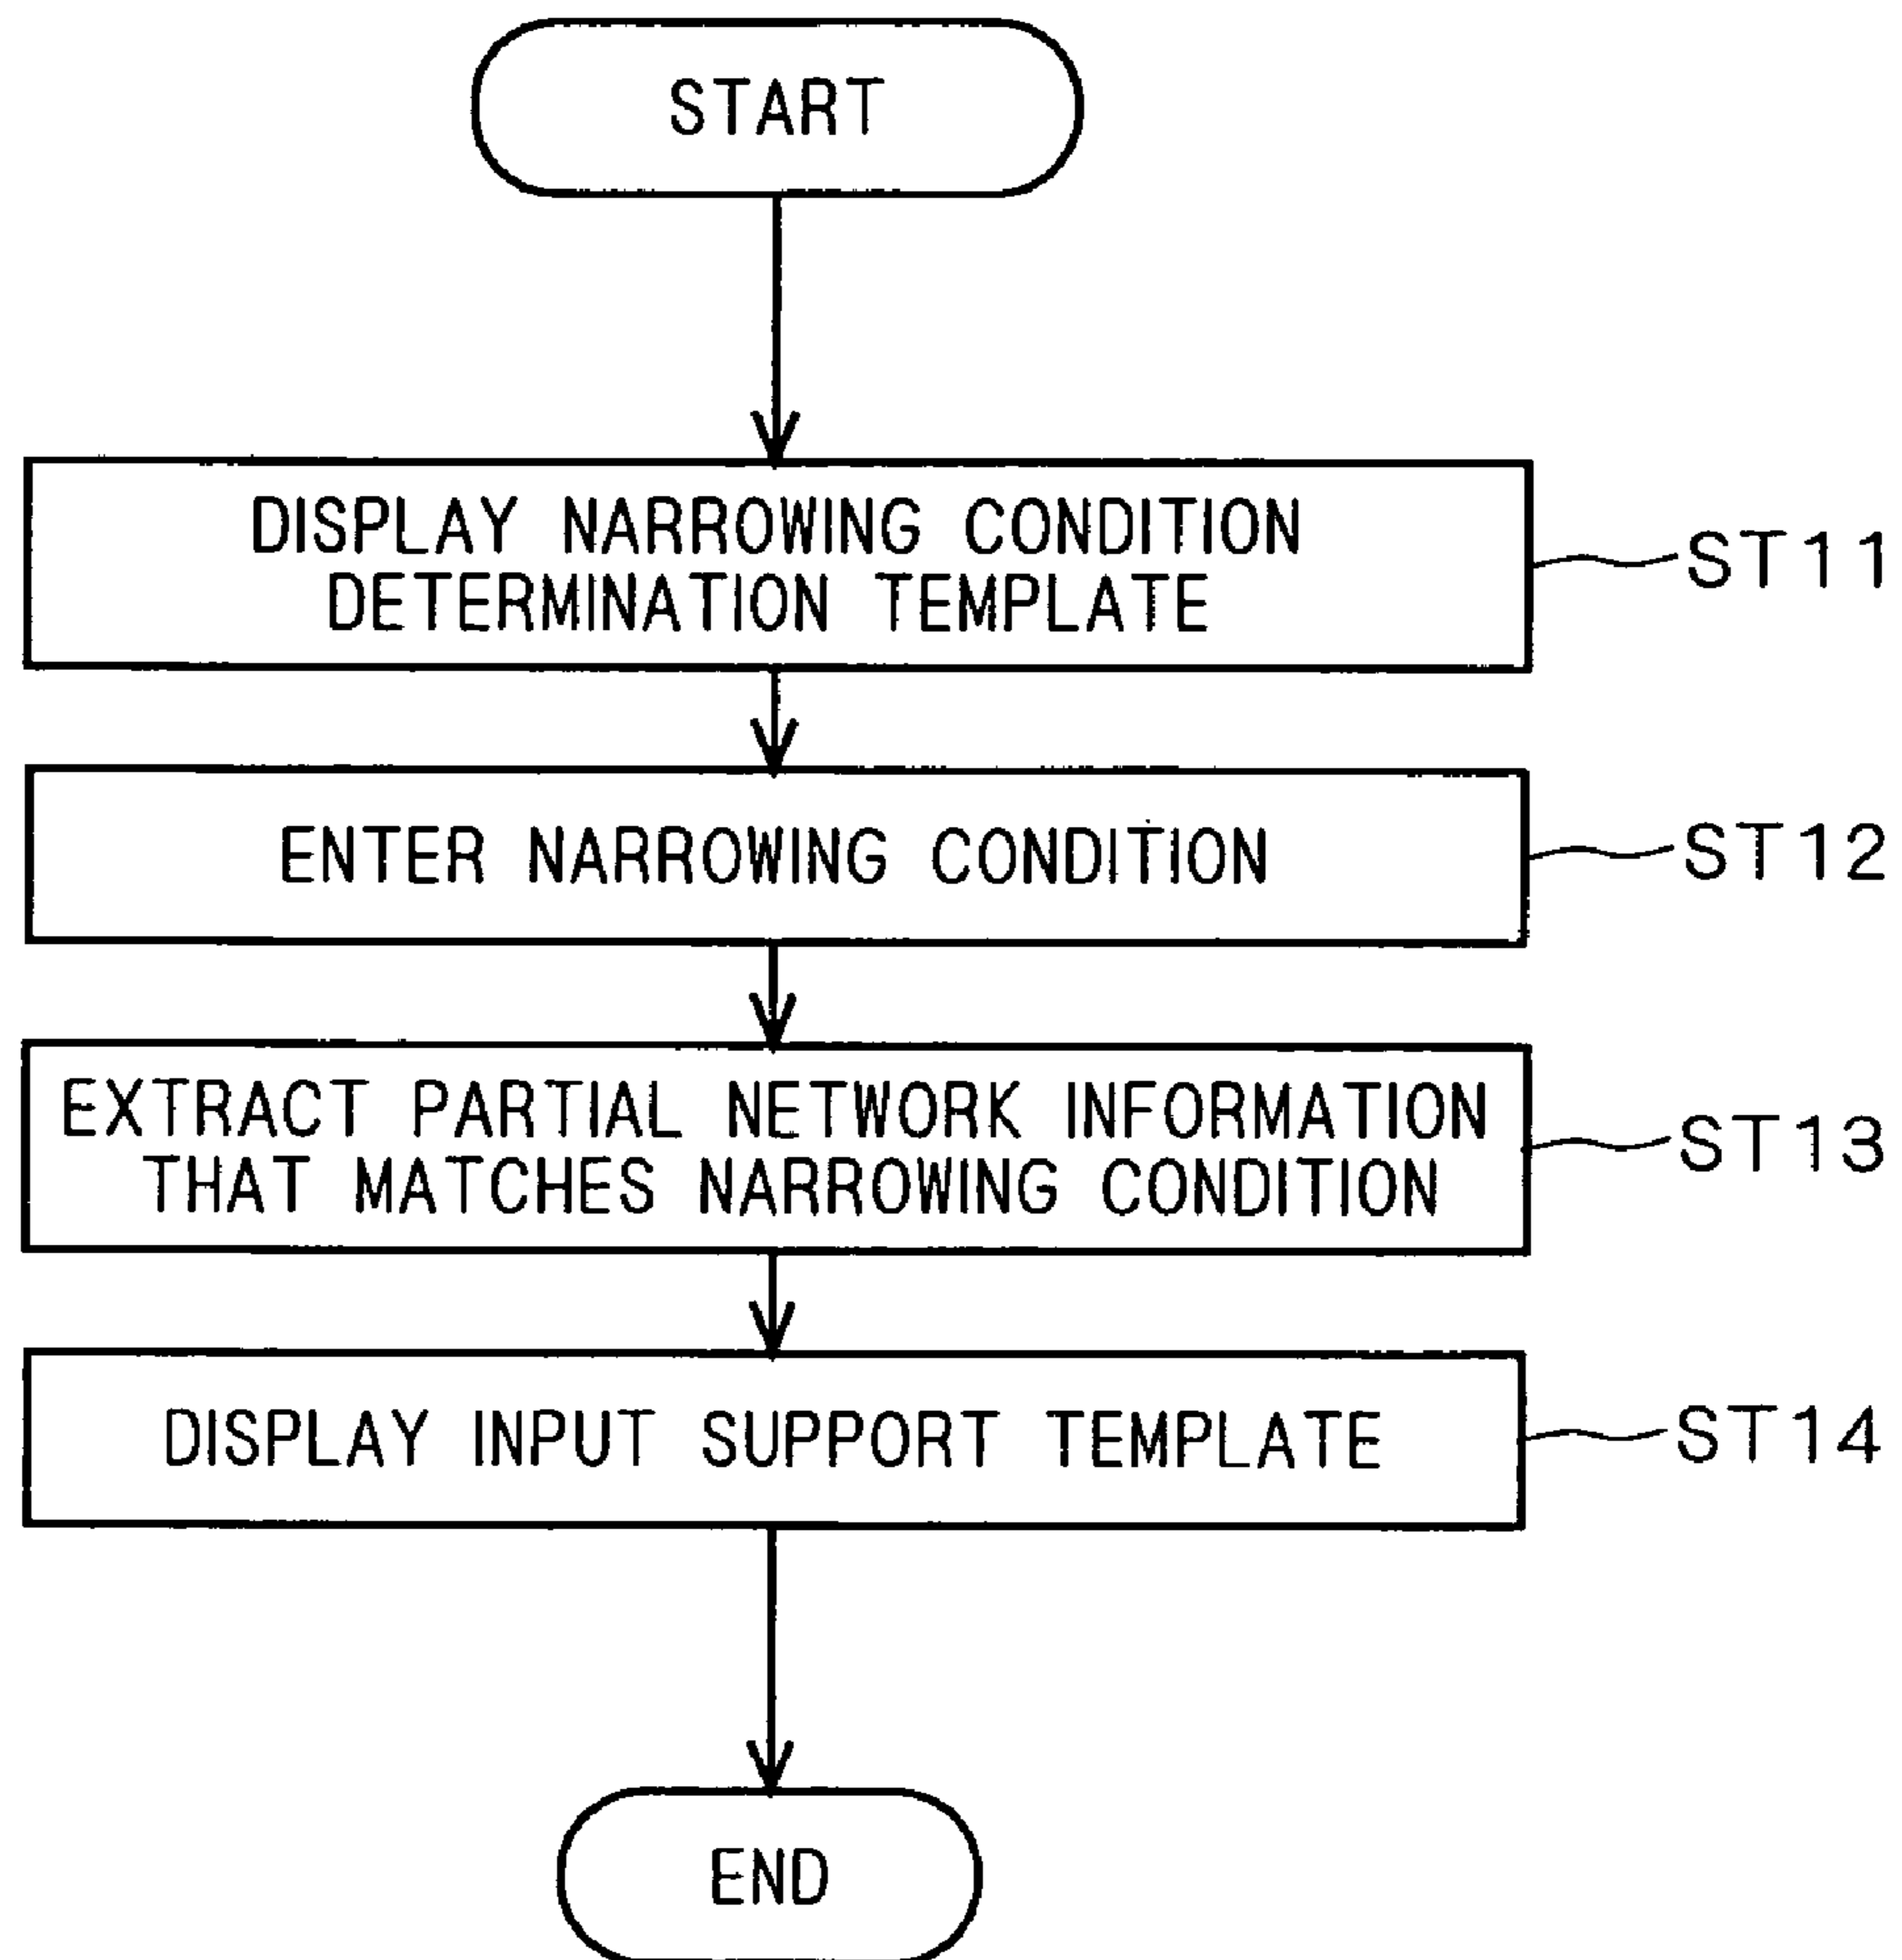 START
DISPLAY NARROWING CONDITION
DETERMINATION TEMPLATE
ST11
ENTER NARROWING CONDITION
ST12
EXTRACT PARTIAL NETWORK INFORMATION
THAT MATCHES NARROWING CONDITION
ST13
DISPLAY INPUT SUPPORT TEMPLATE
ST14
END